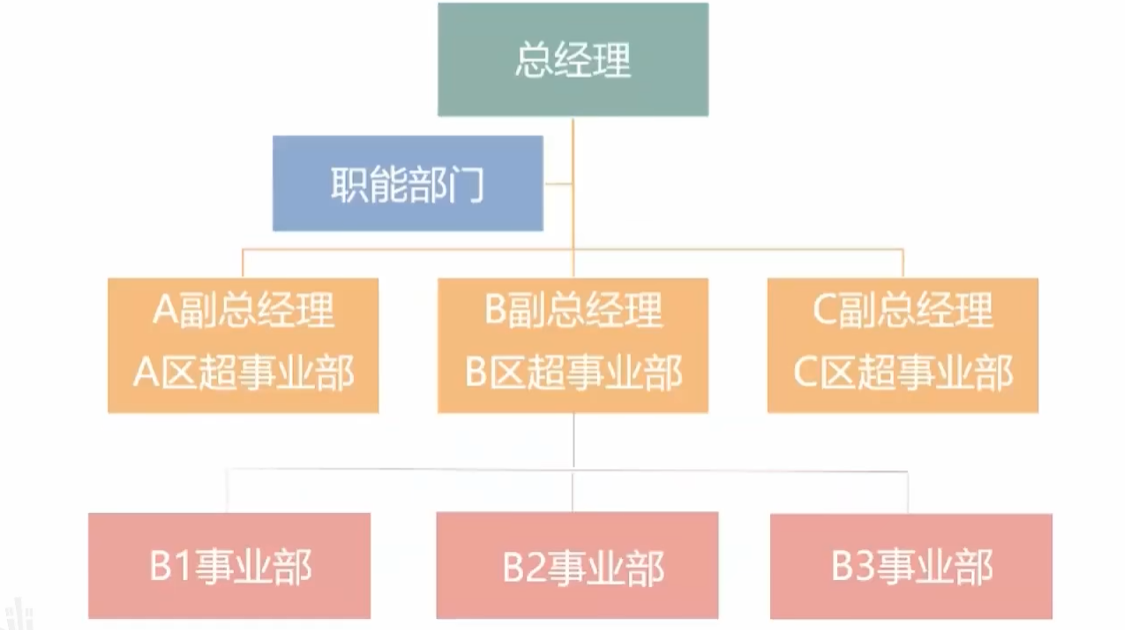 总经理
职能部门
A副总经理
A区超事业部
B副总经理
B区超事业部
C副总经理
C区超事业部
B1事业部
B2事业部
B3事业部